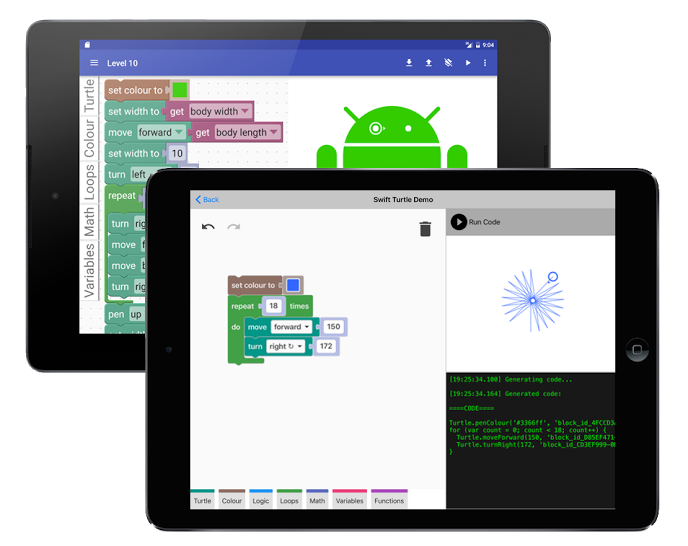 9:04
Level 10
Turtle
Colour
Loops
Math
Variables
set colour to
set width to get body width
move forward get body length
set width to 10
turn left
repeat
turn
move
move
turn
pen up
Back
Swift Turtle Demo
Run Code
set colour to
repeat 18 times
do move forward 150
turn right ↻ 172
[19:25:34.100] Generating code...
[19:25:34.164] Generated code:
====CODE====
Turtle.penColour('#3366ff', 'block_id_4FCCD3
for (var count = 0; count < 18; count++) {
Turtle.moveForward(150, 'block_id_D85EF471
Turtle.turnRight(172, 'block_id_CD3EF999-
}
Turtle Colour Logic Loops Math Variables Functions